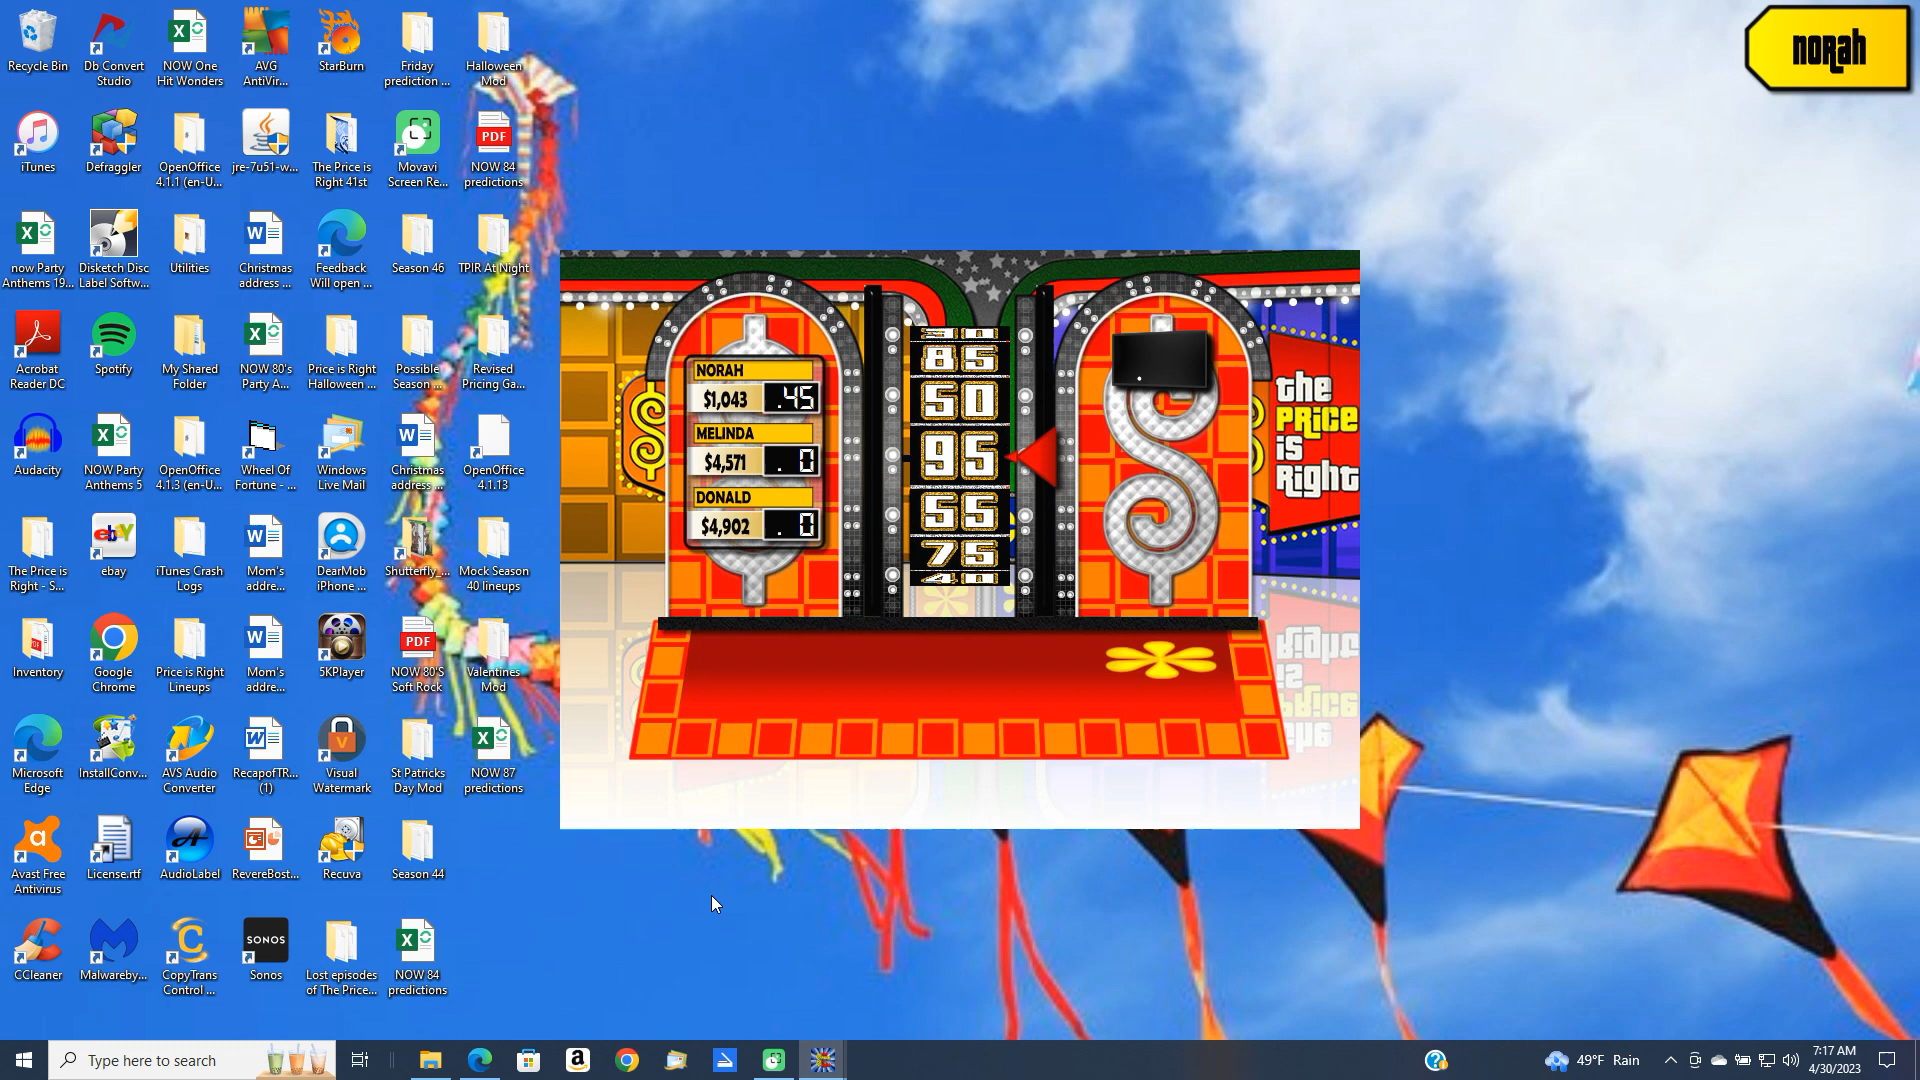 Recycle Bin
Db Convert
Studio
NOW One
Hit Wonders
AVG
AntiVir...
StarBurn
Friday
prediction ...
Halloween
Mod
iTunes
Defraggler
OpenOffice
4.1.1 (en-U...
jre-7u51-w...
The Price is
Right 41st
Movavi
Screen Re...
PDF
NOW 84
predictions
now Party
Anthems 19...
Disketch Disc
Label Softw...
Utilities
Christmas
address ...
Feedback
Will open ...
Season 46
TPIR At Night
Acrobat
Reader DC
Spotify
My Shared
Folder
NOW 80's
Party A...
Price is Right
Halloween ...
Possible
Season ...
Revised
Pricing Ga...
Audacity
NOW Party
Anthems 5
OpenOffice
4.1.3 (en-U...
Wheel Of
Fortune - ...
Windows
Live Mail
Christmas
address ...
OpenOffice
4.1.13
The Price is
Right - S...
ebay
ebay
iTunes Crash
Logs
Mom's
addre...
DearMob
iPhone ...
Shutterfly_...
Mock Season
40 lineups
Inventory
Google
Chrome
Price is Right
Lineups
Mom's
addre...
5KPlayer
PDF
NOW 80'S
Soft Rock
Valentines
Mod
Microsoft
Edge
InstallConv...
AVS Audio
Converter
RecapofTR...
(1)
Visual
Watermark
St Patricks
Day Mod
NOW 87
predictions
Avast Free
Antivirus
License.rtf
AudioLabel
RevereBost...
Recuva
Season 44
CCleaner
Malwareby...
CopyTrans
Control ...
SONOS
Sonos
Lost episodes
of The Price...
NOW 84
predictions
NORAH
NORAH
$1,043 .45
MELINDA
$4,571 . 0
DONALD
$4,902 . 0
85
50
95
55
75
the
PRICE
is
Right
Type here to search
49°F Rain
7:17 AM
4/30/2023